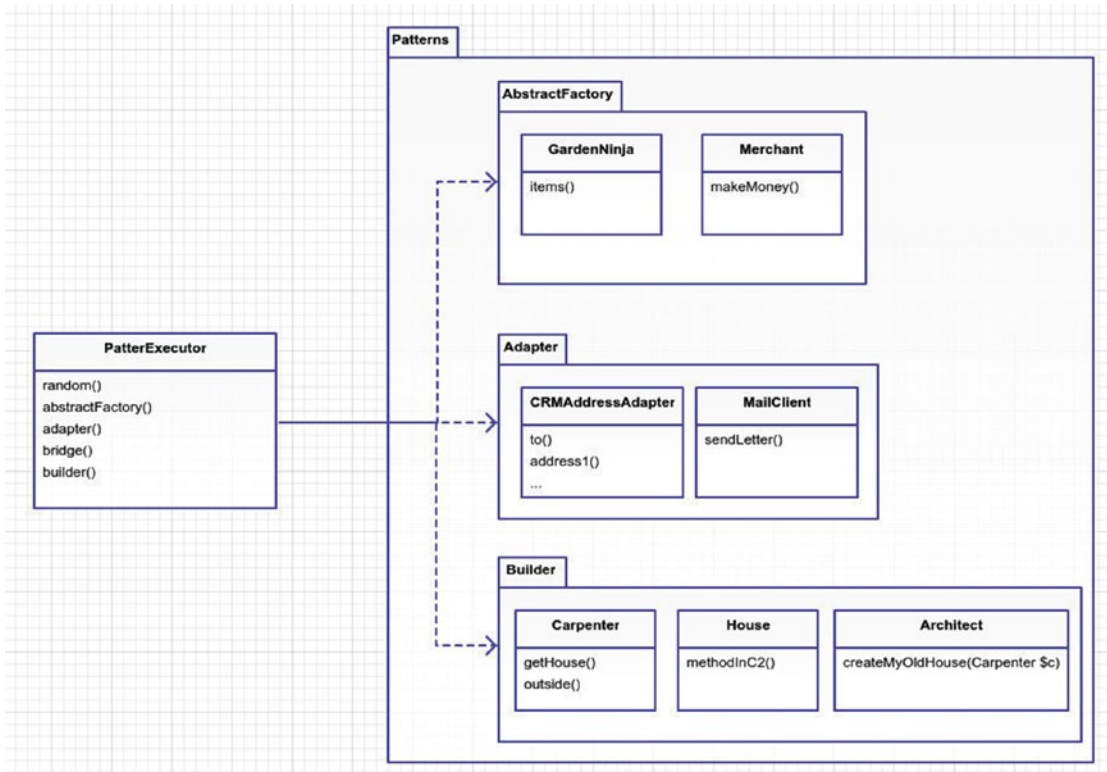 Patterns
AbstractFactory
GardenNinja
items()
Merchant
makeMoney()
PatterExecutor
random()
abstractFactory()
adapter()
bridge()
builder()
Adapter
CRMAddressAdapter
to()
address1()
...
MailClient
sendLetter()
Builder
Carpenter
getHouse()
outside()
House
methodInC2()
Architect
createMyOldHouse(Carpenter $c)